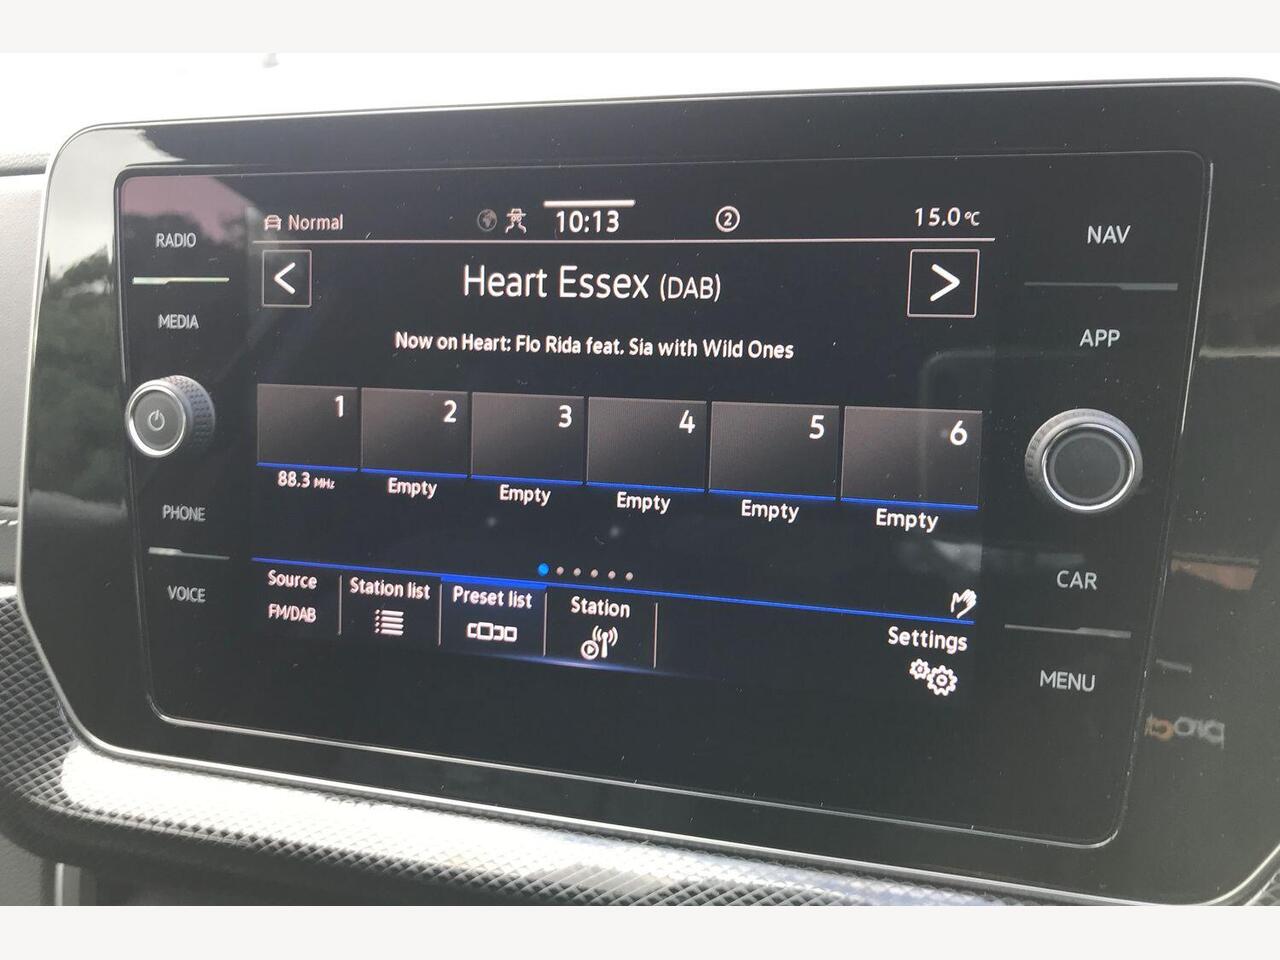 Normal 10:13 2 15.0 °C
RADIO
MEDIA
PHONE
VOICE
Heart Essex (DAB)
Now on Heart: Flo Rida feat. Sia with Wild Ones
1 2 3 4 5 6
88.3 MHz Empty Empty Empty Empty Empty
Source
FM/DAB
Station list
Preset list
Station
Settings
NAV
APP
CAR
MENU